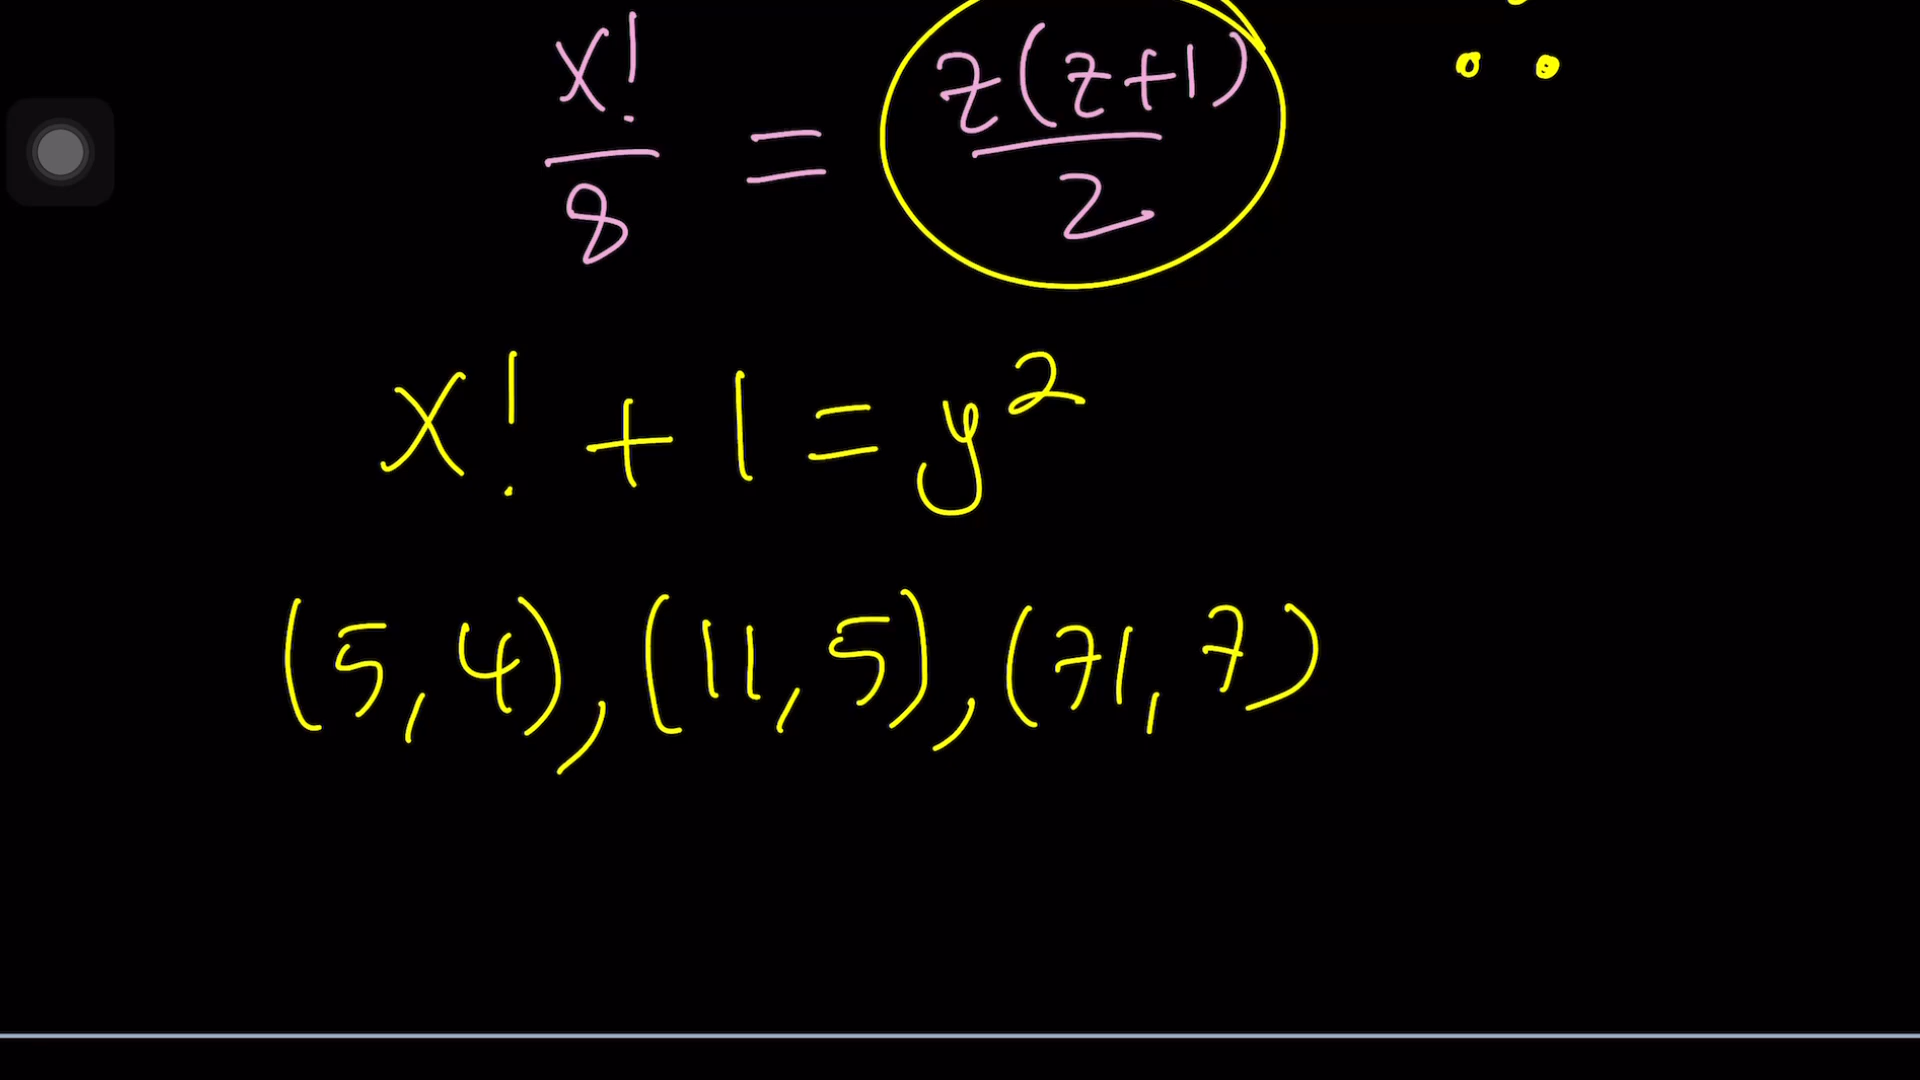 x!/8 = z(z+1)/2
x! + 1 = y²
(5,4), (11,5), (71,7)